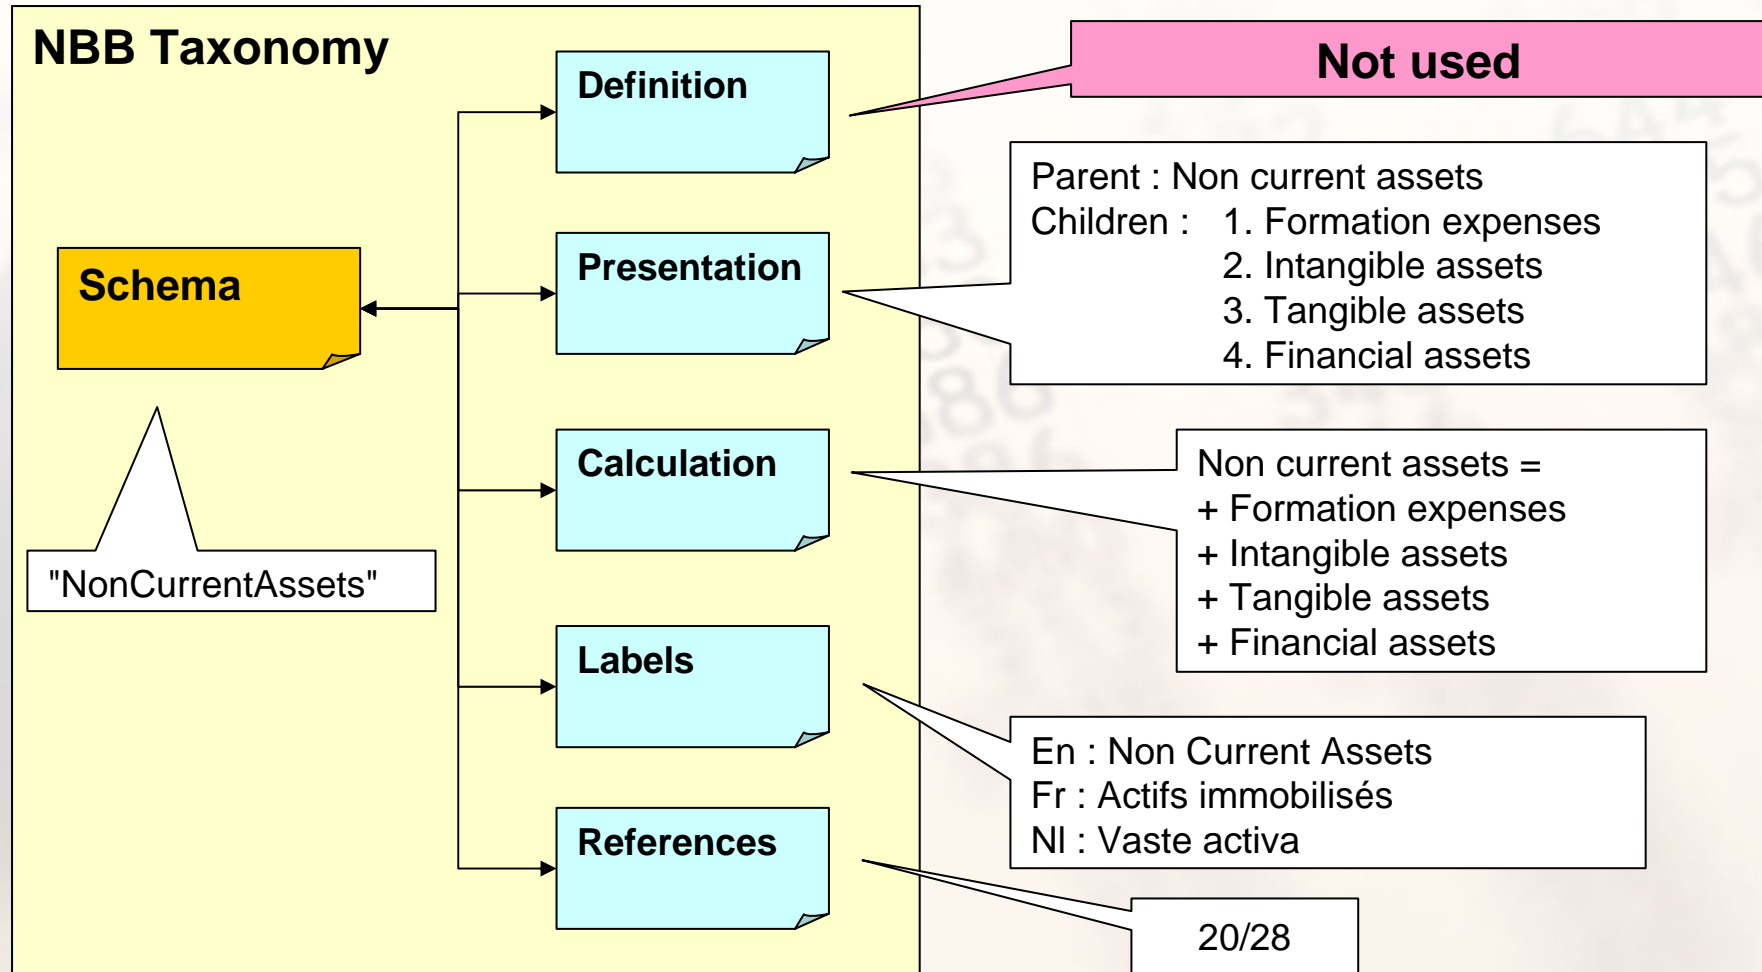 NBB Taxonomy
Definition
Not used
Parent : Non current assets
Children : 1. Formation expenses
2. Intangible assets
3. Tangible assets
4. Financial assets
Presentation
Schema
"NonCurrentAssets"
Calculation
Non current assets =
+ Formation expenses
+ Intangible assets
+ Tangible assets
+ Financial assets
Labels
En : Non Current Assets
Fr : Actifs immobilisés
Nl : Vaste activa
References
20/28